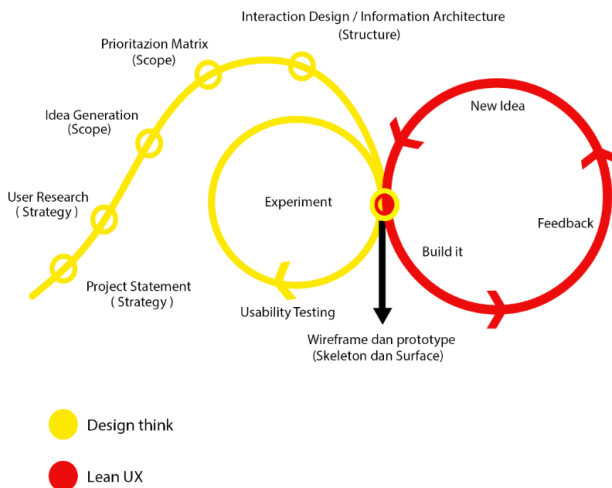 Interaction Design / Information Architecture
(Structure)
Prioritazion Matrix
(Scope)
Idea Generation
(Scope)
User Research
( Strategy )
Project Statement
( Strategy )
Experiment
Usability Testing
New Idea
Feedback
Build it
Wireframe dan prototype
(Skeleton dan Surface)
Design think
Lean UX